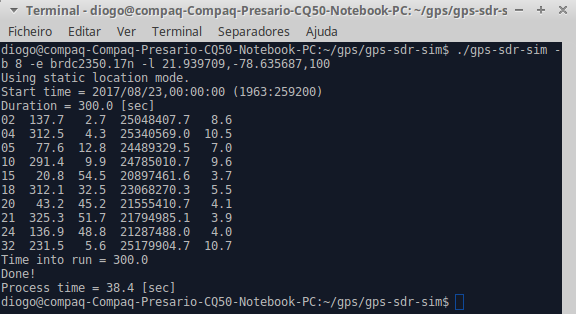 Terminal - diogo@compaq-Compaq-Presario-CQ50-Notebook-PC: ~/gps/gps-sdr-s
Ficheiro Editar Ver Terminal Separadores Ajuda
diogo@compaq-Compaq-Presario-CQ50-Notebook-PC:~/gps/gps-sdr-sim$ ./gps-sdr-sim -
b 8 -e brdc2350.17n -l 21.939709,-78.635687,100
Using static location mode.
Start time = 2017/08/23,00:00:00 (1963:259200)
Duration = 300.0 [sec]
02 137.7 2.7 25048407.7 8.6
04 312.5 4.3 25340569.0 10.5
05 77.6 12.8 24489329.5 7.0
10 291.4 9.9 24785010.7 9.6
15 20.8 54.5 20897461.6 3.7
18 312.1 32.5 23068270.3 5.5
20 43.2 45.2 21555410.7 4.1
21 325.3 51.7 21794985.1 3.9
24 136.9 48.8 21287488.0 4.0
32 231.5 5.6 25179904.7 10.7
Time into run = 300.0
Done!
Process time = 38.4 [sec]
diogo@compaq-Compaq-Presario-CQ50-Notebook-PC:~/gps/gps-sdr-sim$